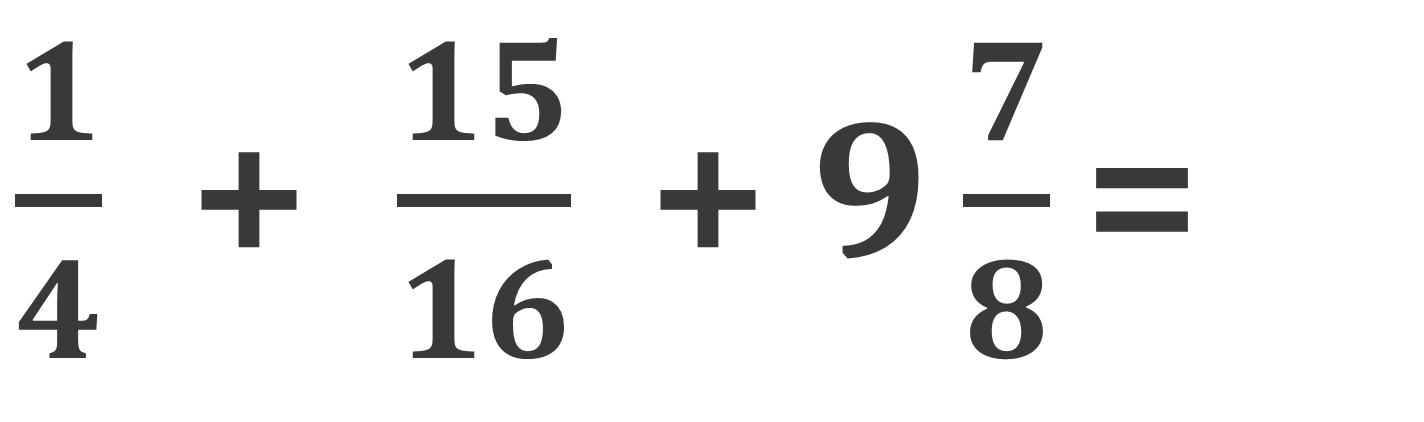 1/4 + 15/16 + 9 7/8 =